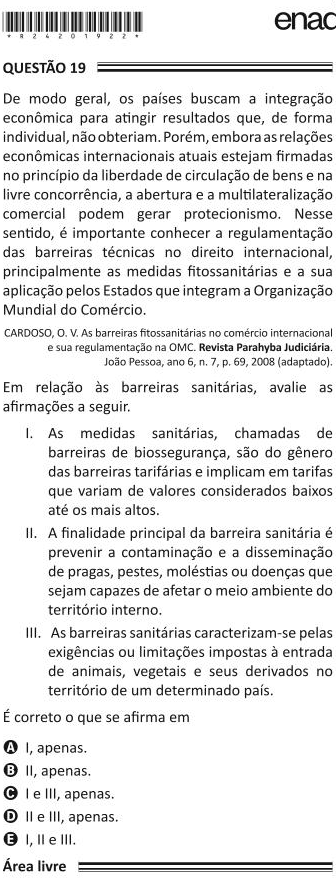 enad
*R2420192 2*
QUESTÃO 19
De modo geral, os países buscam a integração
econômica para atingir resultados que, de forma
individual, não obteriam. Porém, embora as relações
econômicas internacionais atuais estejam firmadas
no princípio da liberdade de circulação de bens e na
livre concorrência, a abertura e a multilateralização
comercial podem gerar protecionismo. Nesse
sentido, é importante conhecer a regulamentação
das barreiras técnicas no direito internacional,
principalmente as medidas fitossanitárias e a sua
aplicação pelos Estados que integram a Organização
Mundial do Comércio.
CARDOSO, O. V. As barreiras fitossanitárias no comércio internacional
e sua regulamentação na OMC. Revista Parahyba Judiciária.
João Pessoa, ano 6, n. 7, p. 69, 2008 (adaptado).
Em relação às barreiras sanitárias, avalie as
afirmações a seguir.
I. As medidas sanitárias, chamadas de
barreiras de biossegurança, são do gênero
das barreiras tarifárias e implicam em tarifas
que variam de valores considerados baixos
até os mais altos.
II. A finalidade principal da barreira sanitária é
prevenir a contaminação e a disseminação
de pragas, pestes, moléstias ou doenças que
sejam capazes de afetar o meio ambiente do
território interno.
III. As barreiras sanitárias caracterizam-se pelas
exigências ou limitações impostas à entrada
de animais, vegetais e seus derivados no
território de um determinado país.
É correto o que se afirma em
A I, apenas.
B II, apenas.
C I e III, apenas.
D II e III, apenas.
E I, II e III.
Área livre